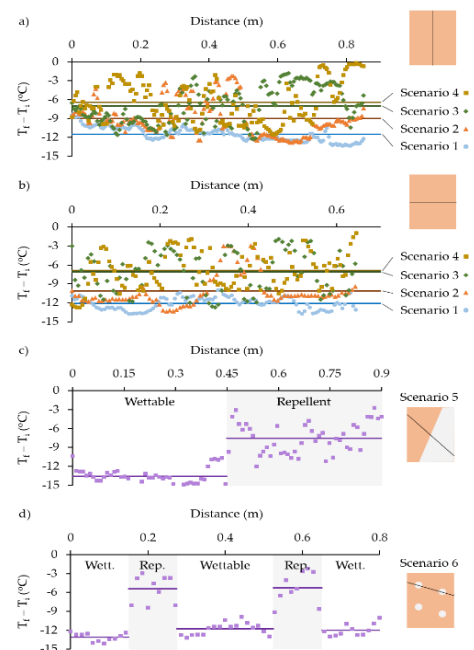 a)
Distance (m)
0 0.2 0.4 0.6 0.8
0
-3
-6
-9
-12
-15
Tf – Ti (ºC)
Scenario 4
Scenario 3
Scenario 2
Scenario 1
b)
Distance (m)
0 0.2 0.4 0.6
0
-3
-6
-9
-12
-15
Tf – Ti (ºC)
Scenario 4
Scenario 3
Scenario 2
Scenario 1
c)
Distance (m)
0 0.15 0.3 0.45 0.6 0.75 0.9
0
-3
-6
-9
-12
-15
Tf – Ti (ºC)
Wettable Repellent
Scenario 5
d)
Distance (m)
0 0.2 0.4 0.6 0.8
0
-3
-6
-9
-12
-15
Tf – Ti (ºC)
Wett. Rep. Wettable Rep. Wett.
Scenario 6